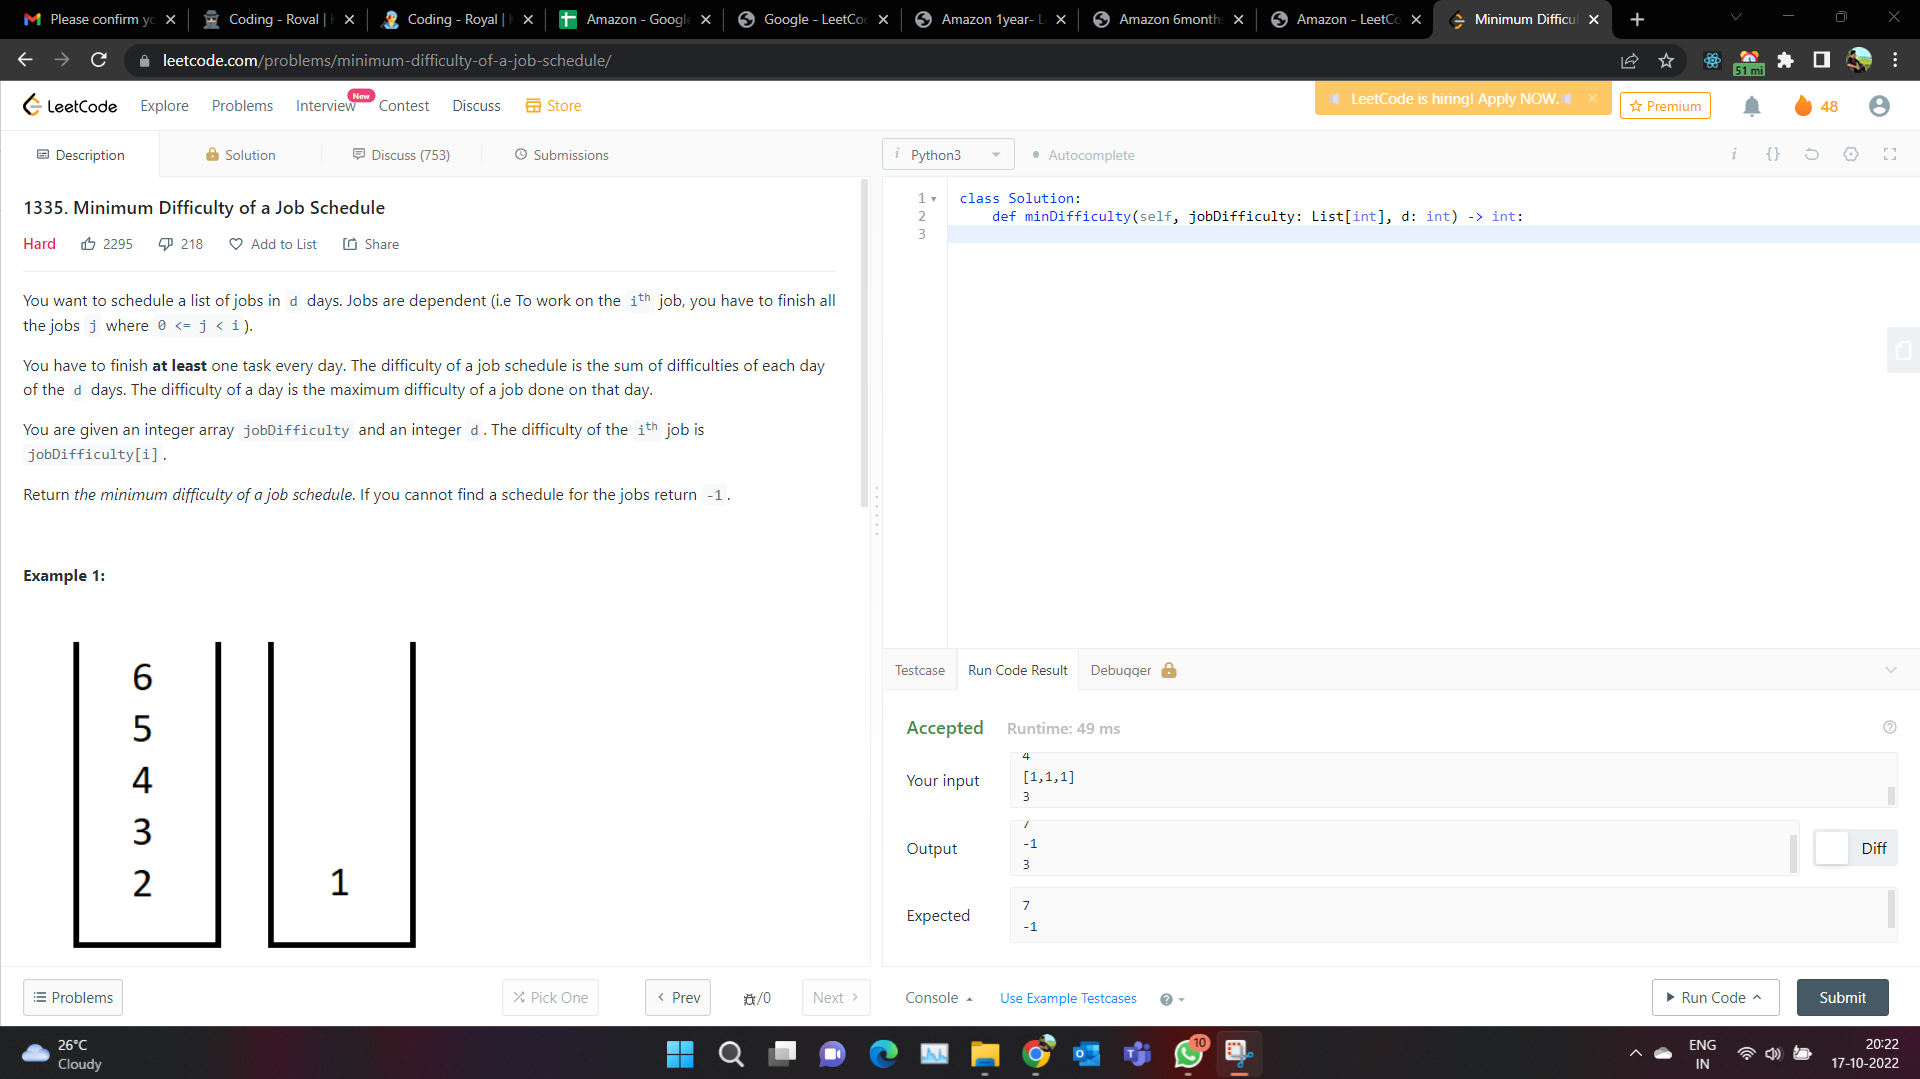 Please confirm yo
Coding - Royal |
Coding - Royal |
Amazon - Google
Google - LeetCod
Amazon 1year- L
Amazon 6month
Amazon - LeetCo
Minimum Difficul
leetcode.com/problems/minimum-difficulty-of-a-job-schedule/
51 mi
LeetCode
Explore
Problems
Interview
New
Contest
Discuss
Store
LeetCode is hiring! Apply NOW.
Premium
48
Description
Solution
Discuss (753)
Submissions
i Python3
Autocomplete
1335. Minimum Difficulty of a Job Schedule
Hard 2295 218 Add to List Share
You want to schedule a list of jobs in d days. Jobs are dependent (i.e To work on the ith job, you have to finish all
the jobs j where 0 <= j < i).
You have to finish at least one task every day. The difficulty of a job schedule is the sum of difficulties of each day
of the d days. The difficulty of a day is the maximum difficulty of a job done on that day.
You are given an integer array jobDifficulty and an integer d. The difficulty of the ith job is
jobDifficulty[i].
Return the minimum difficulty of a job schedule. If you cannot find a schedule for the jobs return -1.
Example 1:
6
5
4
3
2
1
1 class Solution:
2 def minDifficulty(self, jobDifficulty: List[int], d: int) -> int:
3
Testcase
Run Code Result
Debugger
Accepted Runtime: 49 ms
Your input
4
[1,1,1]
3
Output
7
-1
3
Diff
Expected
7
-1
Problems
Pick One
Prev
/0
Next
Console
Use Example Testcases
Run Code
Submit
26°C
Cloudy
10
ENG
IN
20:22
17-10-2022